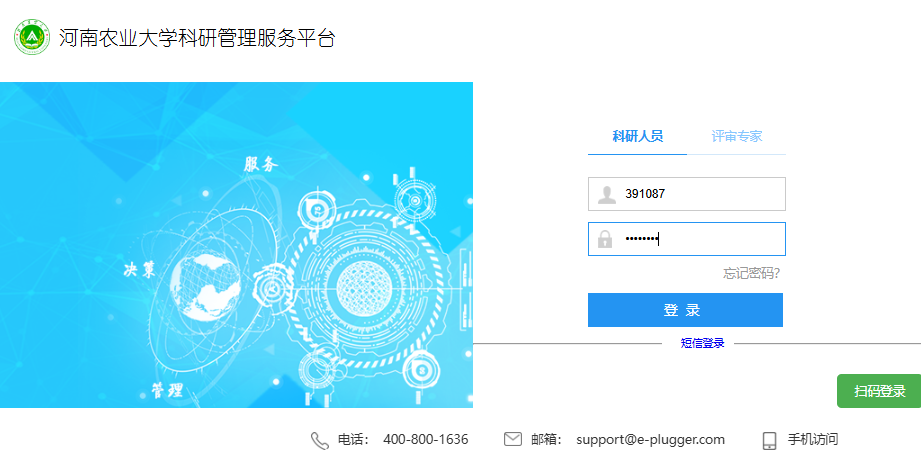 河南农业大学科研管理服务平台
服务
决策
管理
科研人员 评审专家
391087
••••••••
忘记密码?
登 录
短信登录
扫码登录
电话： 400-800-1636 邮箱： support@e-plugger.com 手机访问